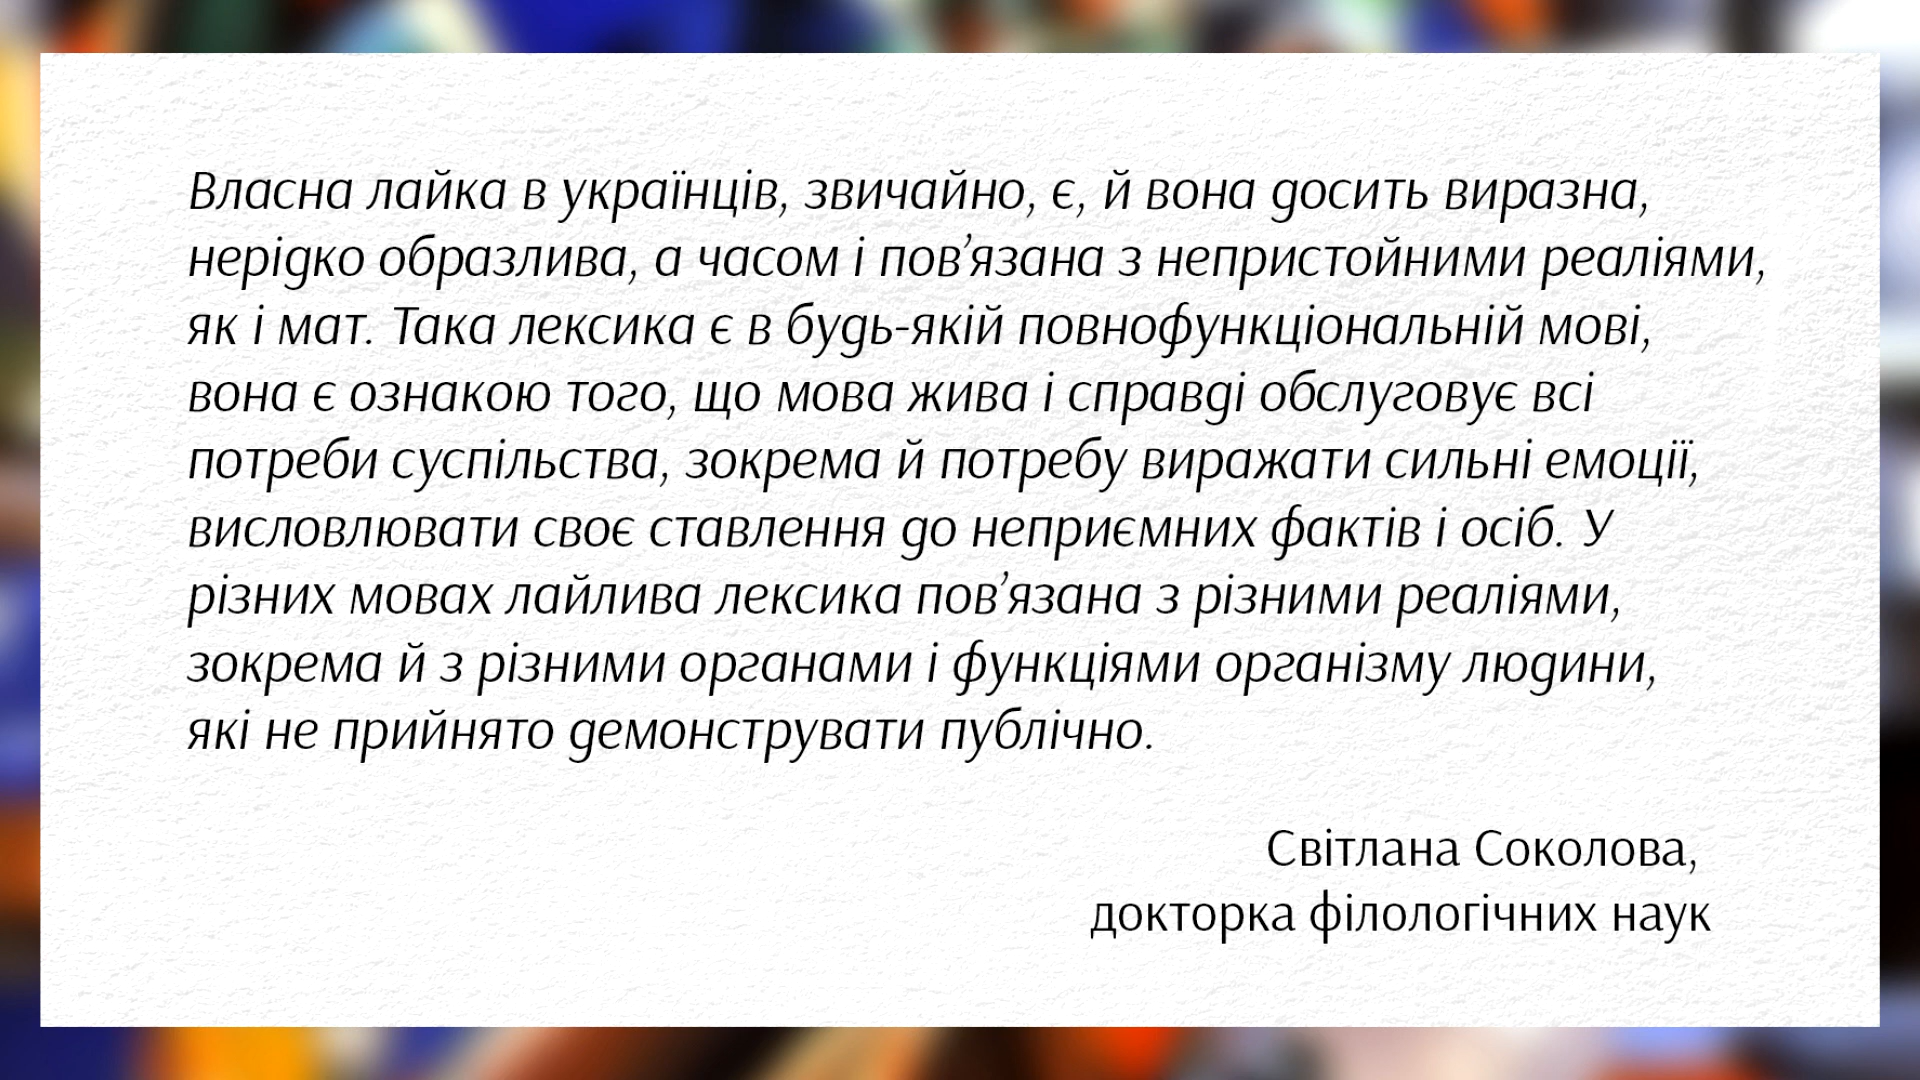 Власна лайка в українців, звичайно, є, й вона досить виразна,
нерідко образлива, а часом і пов’язана з непристойними реаліями,
як і мат. Така лексика є в будь-якій повнофункціональній мові,
вона є ознакою того, що мова жива і справді обслуговує всі
потреби суспільства, зокрема й потребу виражати сильні емоції,
висловлювати своє ставлення до неприємних фактів і осіб. У
різних мовах лайлива лексика пов’язана з різними реаліями,
зокрема й з різними органами і функціями організму людини,
які не прийнято демонструвати публічно.
Світлана Соколова,
докторка філологічних наук